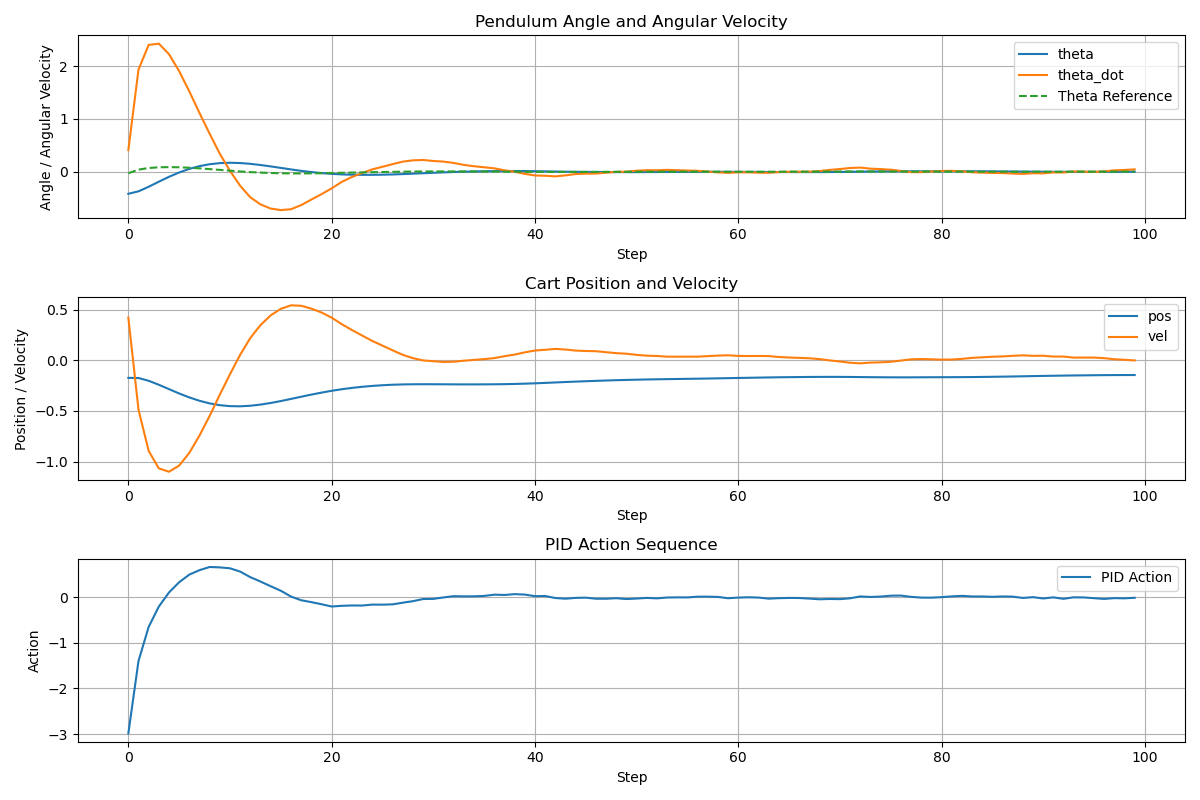 Pendulum Angle and Angular Velocity
Angle / Angular Velocity
2
1
0
theta
theta_dot
Theta Reference
0 20 40 60 80 100
Step
Cart Position and Velocity
Position / Velocity
0.5
0.0
−0.5
−1.0
pos
vel
0 20 40 60 80 100
Step
PID Action Sequence
Action
0
−1
−2
−3
PID Action
0 20 40 60 80 100
Step